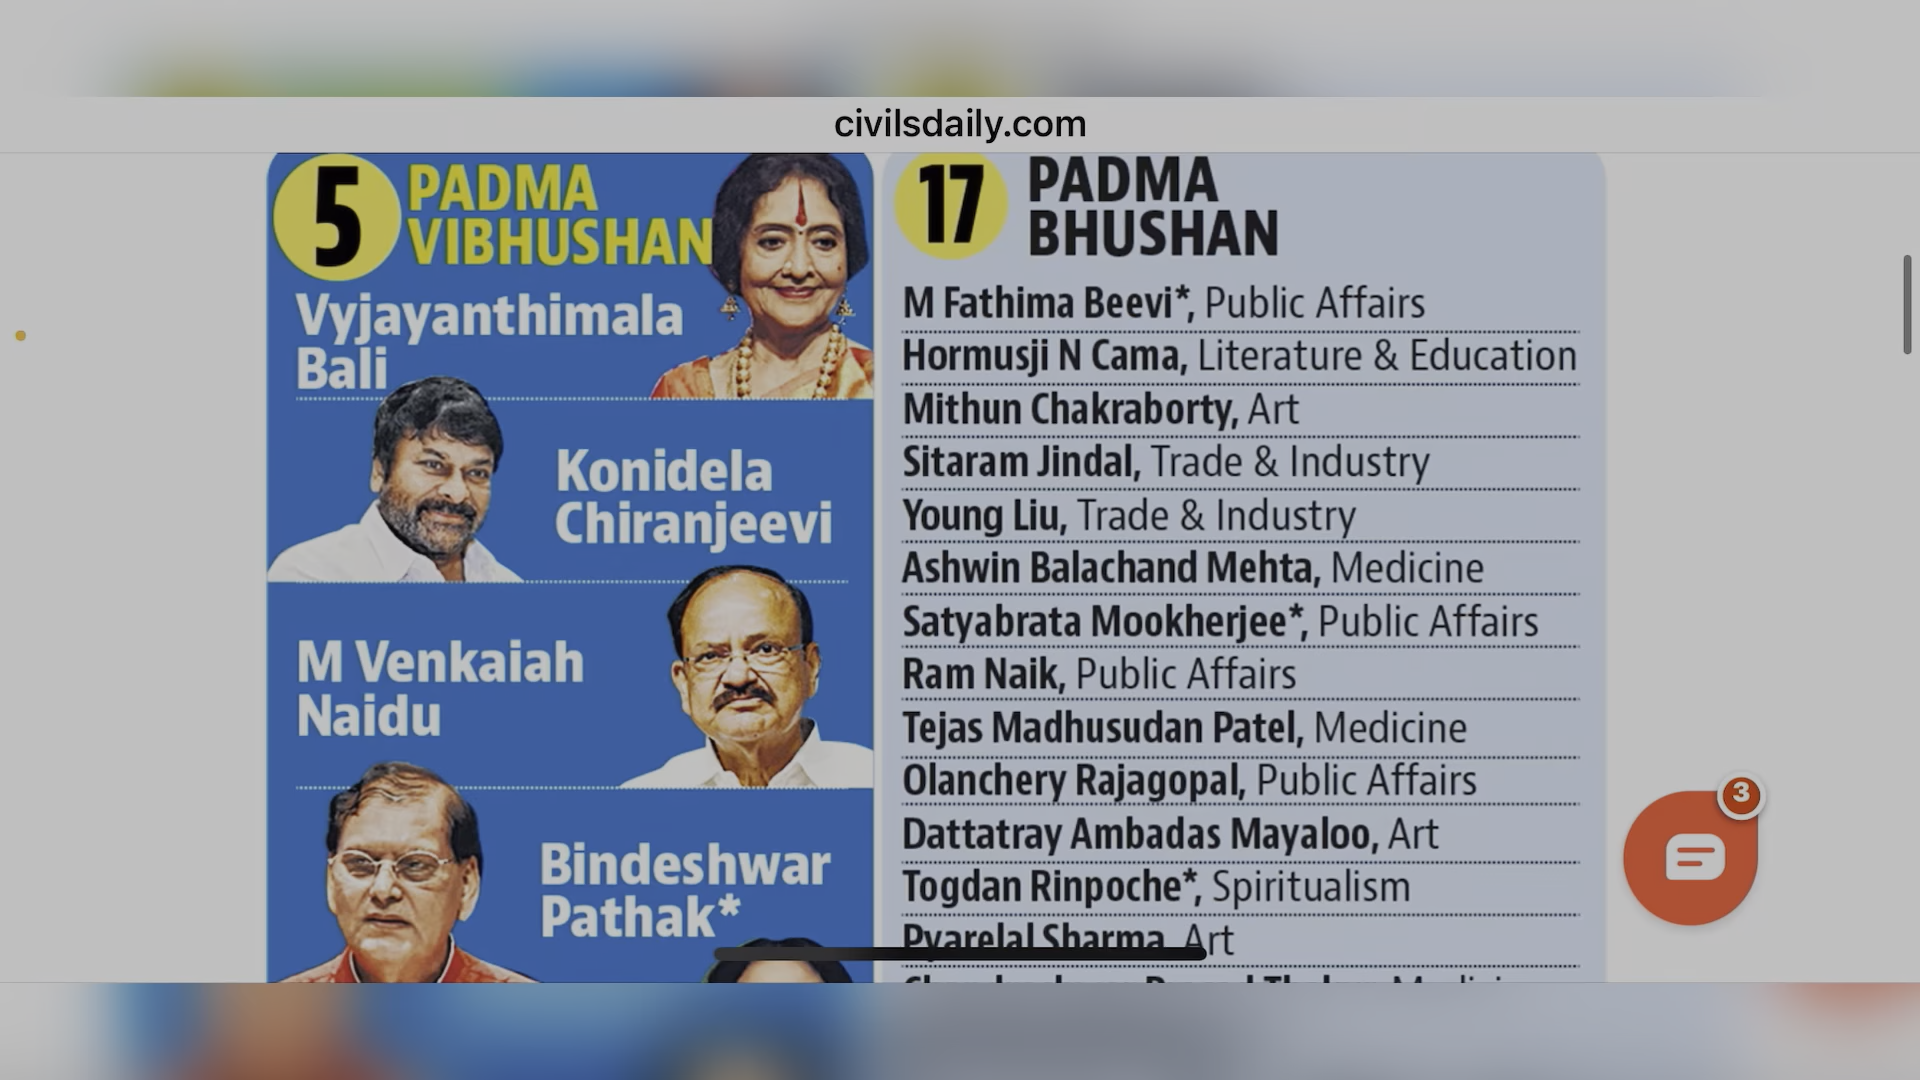 civilsdaily.com
5
PADMA
VIBHUSHAN
Vyjayanthimala
Bali
Konidela
Chiranjeevi
M Venkaiah
Naidu
Bindeshwar
Pathak*
17
PADMA
BHUSHAN
M Fathima Beevi*, Public Affairs
Hormusji N Cama, Literature & Education
Mithun Chakraborty, Art
Sitaram Jindal, Trade & Industry
Young Liu, Trade & Industry
Ashwin Balachand Mehta, Medicine
Satyabrata Mookherjee*, Public Affairs
Ram Naik, Public Affairs
Tejas Madhusudan Patel, Medicine
Olanchery Rajagopal, Public Affairs
Dattatray Ambadas Mayaloo, Art
Togdan Rinpoche*, Spiritualism
Pyarelal Sharma, Art
3